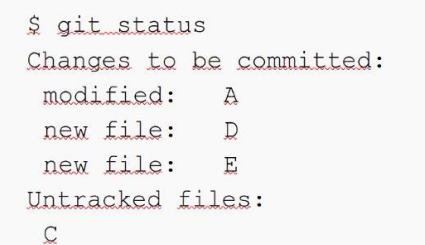 $ git status
Changes to be committed:
modified: A
new file: D
new file: E
Untracked files:
C